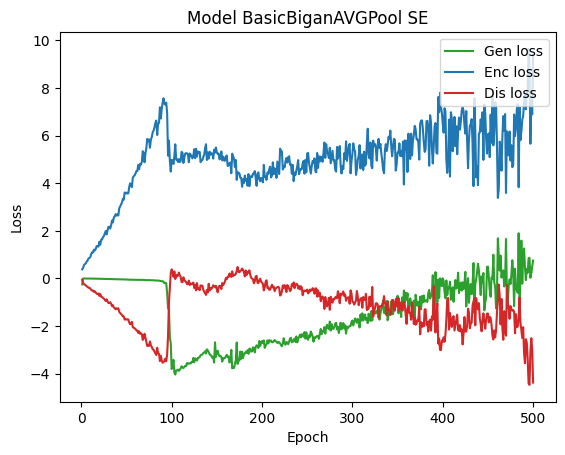 Model BasicBiganAVGPool SE
Gen loss
Enc loss
Dis loss
Loss
10
8
6
4
2
0
−2
−4
0
100
200
300
400
500
Epoch